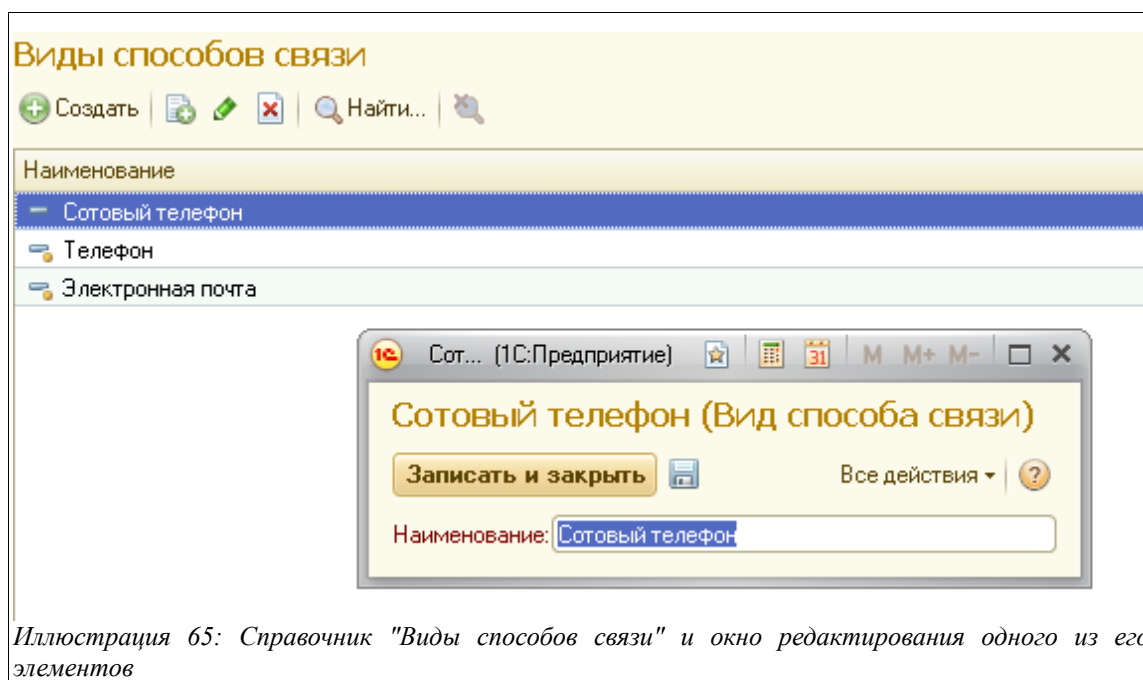 Виды способов связи
Создать Найти...
Наименование
Сотовый телефон
Телефон
Электронная почта
1С Сот... (1С:Предприятие) 31 M M+ M-
Сотовый телефон (Вид способа связи)
Записать и закрыть Все действия ?
Наименование: Сотовый телефон
Иллюстрация 65: Справочник "Виды способов связи" и окно редактирования одного из его
элементов